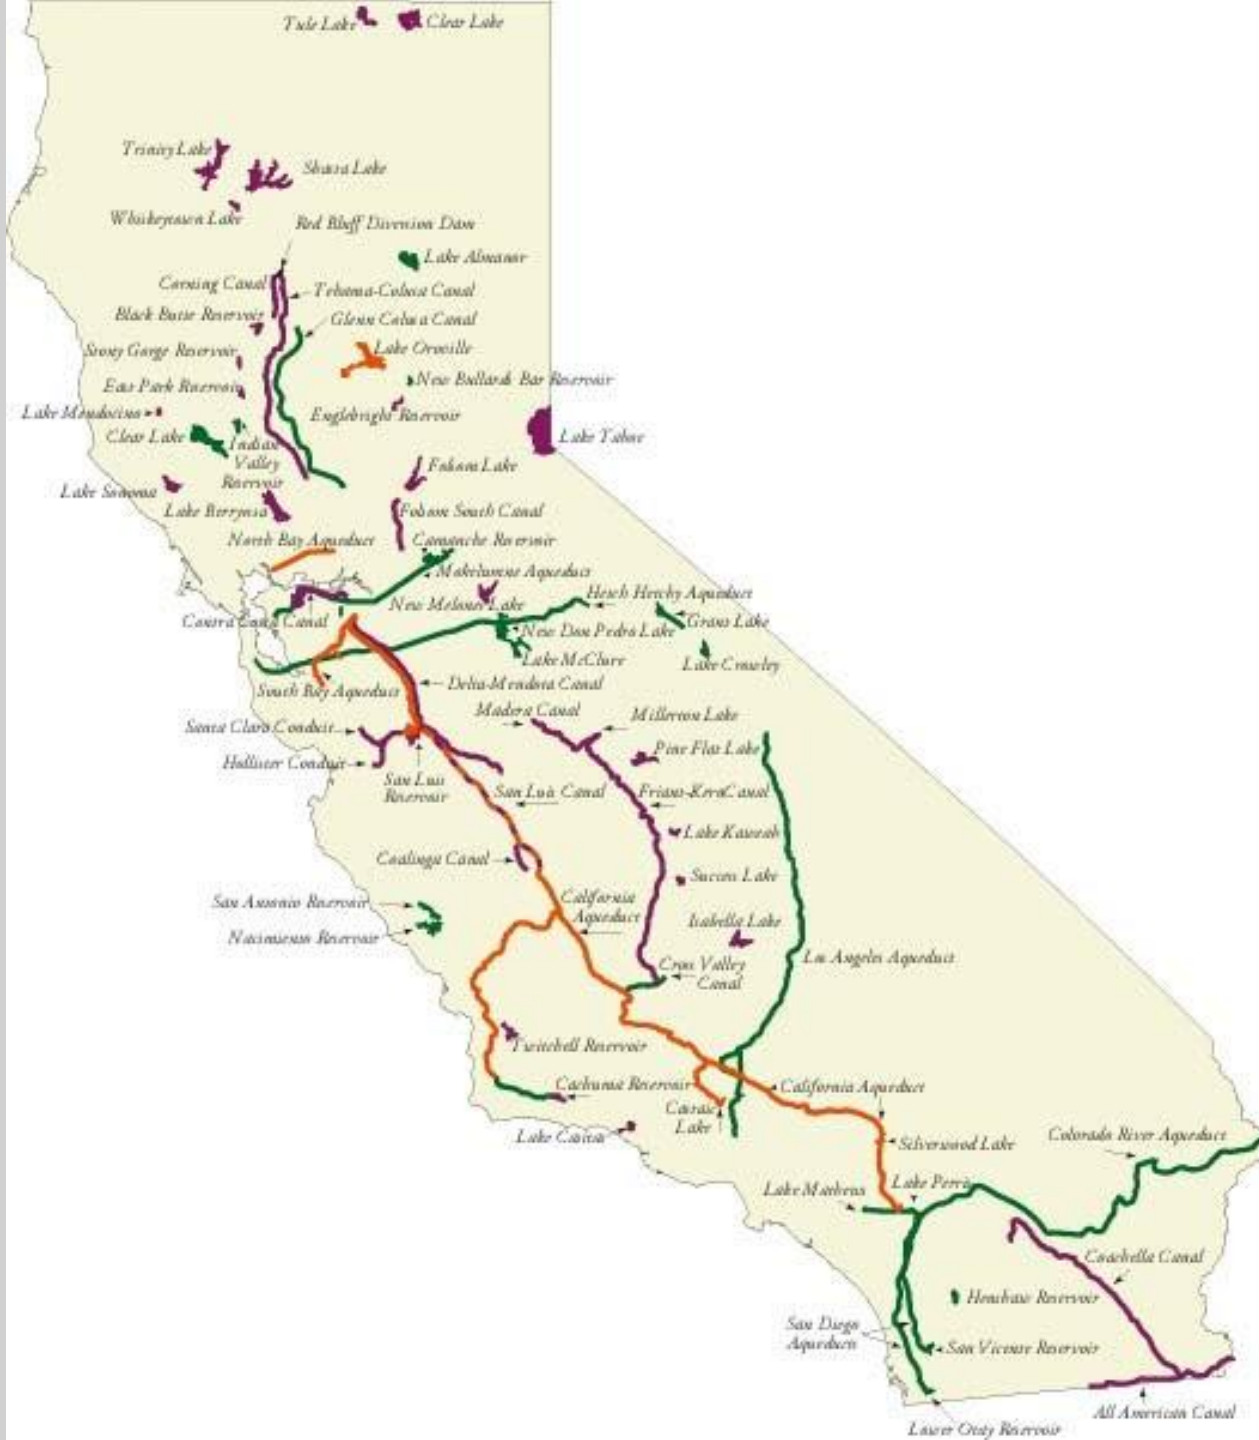 Tule Lake
Clear Lake
Trinity Lake
Shasta Lake
Whiskeytown Lake
Red Bluff Diversion Dam
Lake Almanor
Corning Canal
Tehama-Colusa Canal
Black Butte Reservoir
Glenn Colusa Canal
Stony Gorge Reservoir
Lake Oroville
East Park Reservoir
New Bullards Bar Reservoir
Lake Mendocino
Englebright Reservoir
Clear Lake
Indian
Valley
Reservoir
Lake Tahoe
Folsom Lake
Lake Sonoma
Lake Berryesa
Folsom South Canal
North Bay Aqueduct
Camanche Reservoir
Mokelumne Aqueduct
Hetch Hetchy Aqueduct
New Melones Lake
Contra Costa Canal
Grant Lake
New Don Pedro Lake
Lake McClure
Lake Crowley
South Bay Aqueduct
Delta-Mendota Canal
Madera Canal
Millerton Lake
Santa Clara Conduit
Pine Flat Lake
Hollister Conduit
San Luis
Reservoir
San Luis Canal
Friant-Kern Canal
Lake Kaweah
Coalinga Canal
Success Lake
San Antonio Reservoir
California
Aqueduct
Isabella Lake
Nacimiento Reservoir
Cross Valley
Canal
Los Angeles Aqueduct
Twitchell Reservoir
Cachuma Reservoir
California Aqueduct
Castaic
Lake
Lake Casitas
Silverwood Lake
Colorado River Aqueduct
Lake Mathews
Lake Perris
Coachella Canal
Henshaw Reservoir
San Diego
Aqueducts
San Vicente Reservoir
All American Canal
Lower Otay Reservoir